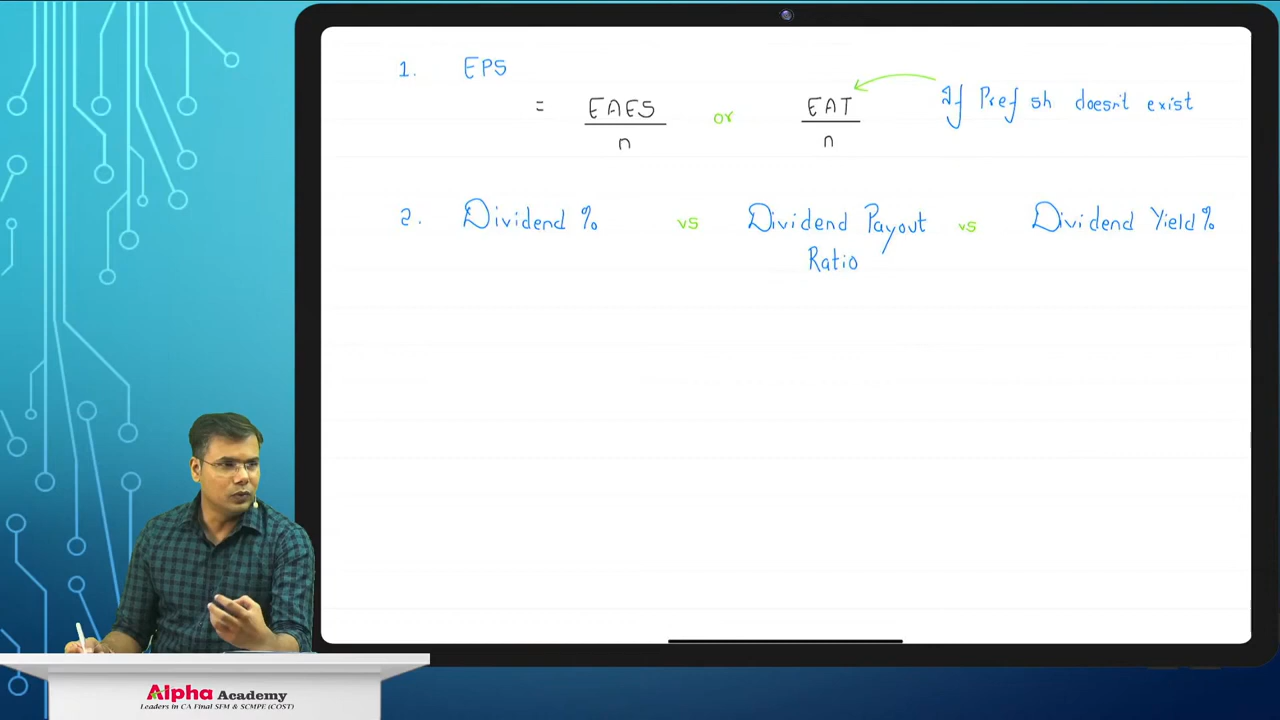 1. EPS
= EAES / n or EAT / n If Pref sh doesn't exist
2. Dividend % vs Dividend Payout Ratio vs Dividend Yield %
Alpha Academy
Leaders in CA Final SFM & SCMPE (COST)